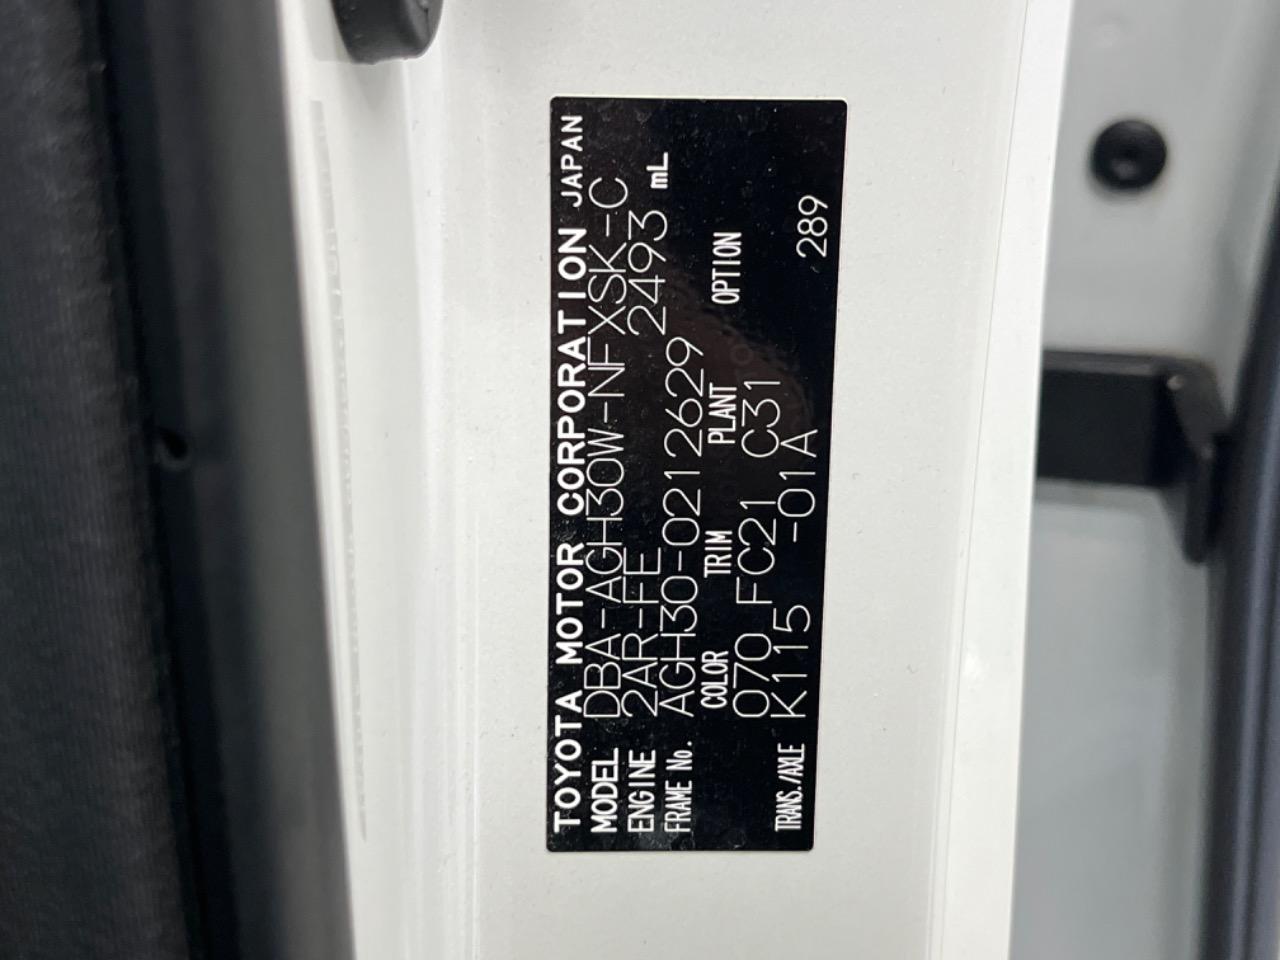 TOYOTA MOTOR CORPORATION JAPAN
MODEL DBA-AGH30W-NFXSK-C
ENGINE 2AR-FE 2493 mL
FRAME No. AGH30-0212629
COLOR TRIM PLANT OPTION
070 FC21 C31
TRANS./AXLE K115 -01A 289